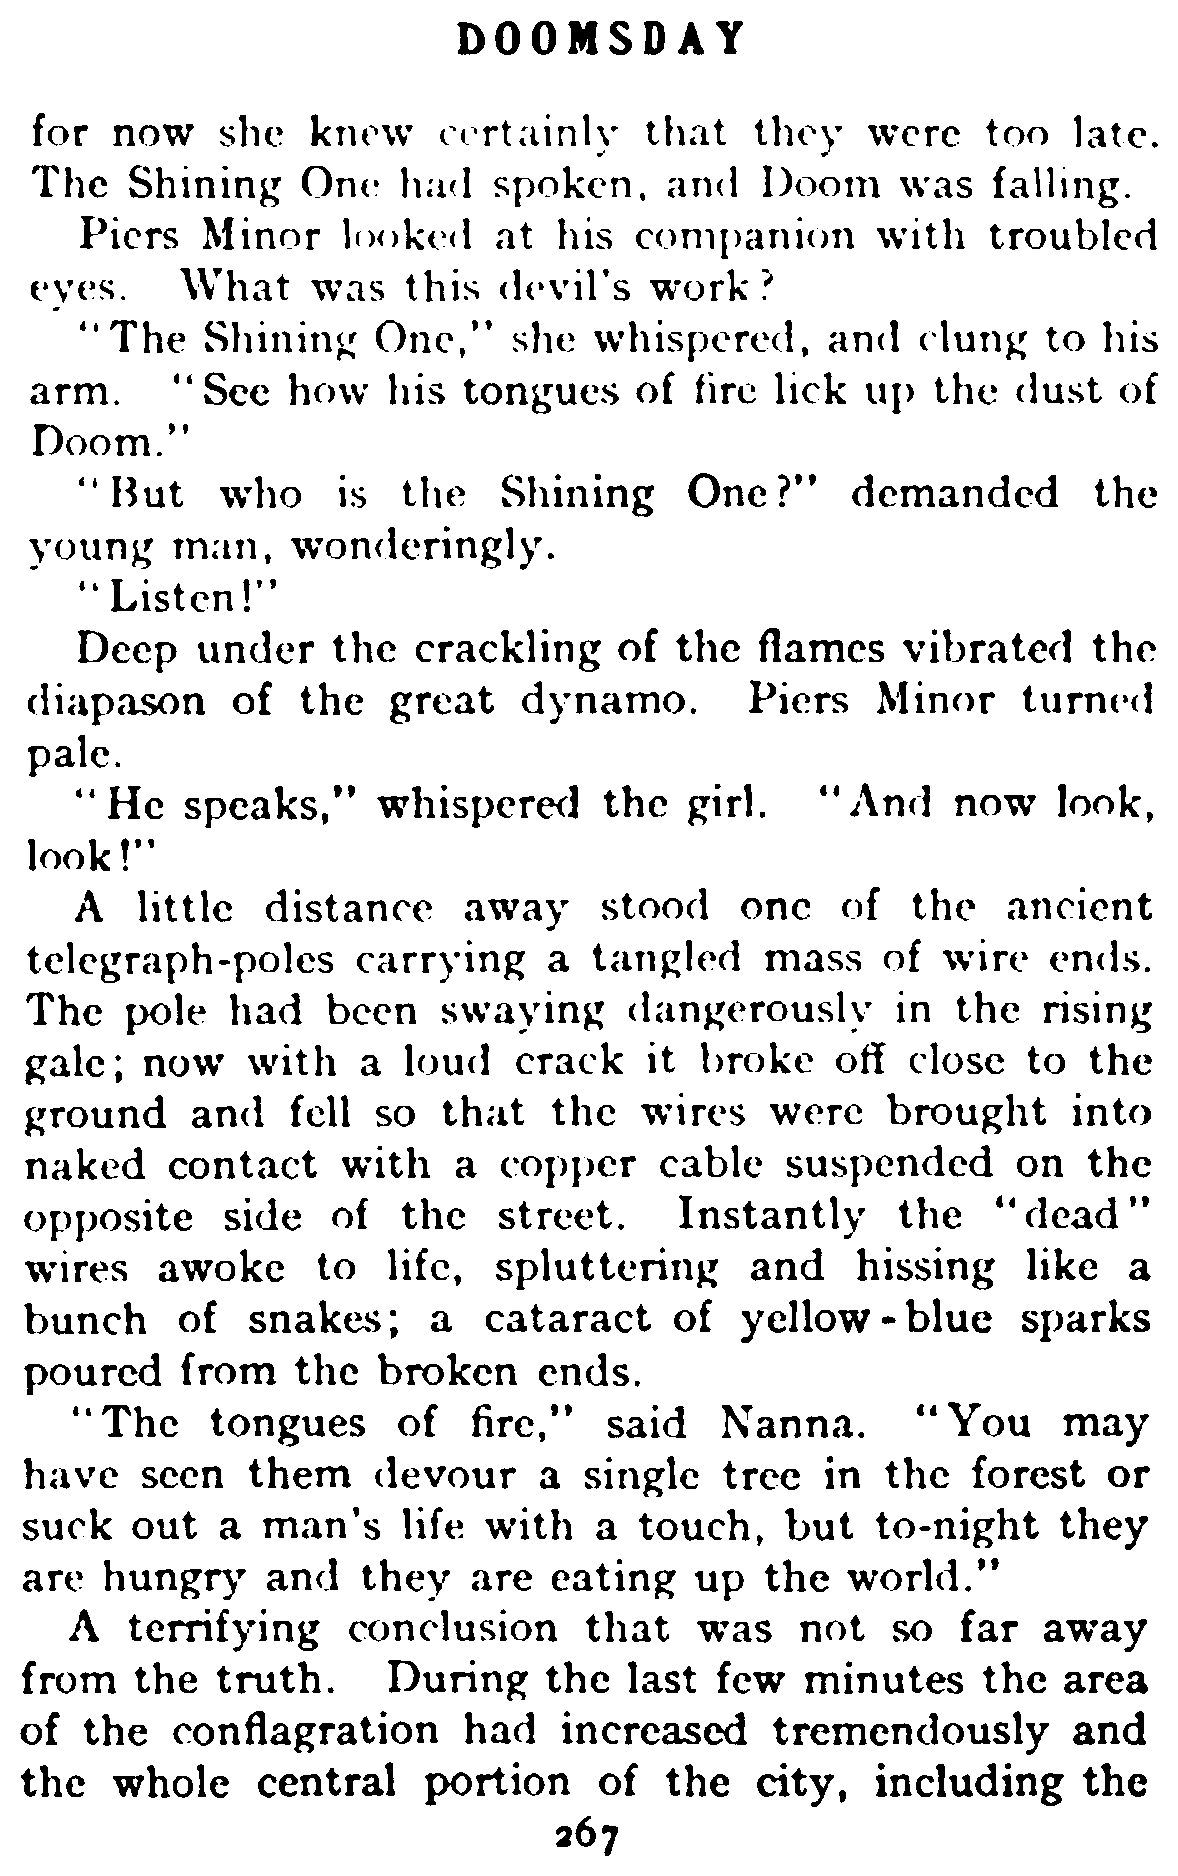 DOOMSDAY
for now she knew certainly that they were too late.
The Shining One had spoken, and Doom was falling.
Piers Minor looked at his companion with troubled
eyes. What was this devil's work?
"The Shining One," she whispered, and clung to his
arm. "See how his tongues of fire lick up the dust of
Doom."
"But who is the Shining One?" demanded the
young man, wonderingly.
"Listen!"
Deep under the crackling of the flames vibrated the
diapason of the great dynamo. Piers Minor turned
pale.
"He speaks," whispered the girl. "And now look,
look!"
A little distance away stood one of the ancient
telegraph-poles carrying a tangled mass of wire ends.
The pole had been swaying dangerously in the rising
gale; now with a loud crack it broke off close to the
ground and fell so that the wires were brought into
naked contact with a copper cable suspended on the
opposite side of the street. Instantly the "dead"
wires awoke to life, spluttering and hissing like a
bunch of snakes; a cataract of yellow-blue sparks
poured from the broken ends.
"The tongues of fire," said Nanna. "You may
have seen them devour a single tree in the forest or
suck out a man's life with a touch, but to-night they
are hungry and they are eating up the world."
A terrifying conclusion that was not so far away
from the truth. During the last few minutes the area
of the conflagration had increased tremendously and
the whole central portion of the city, including the
267